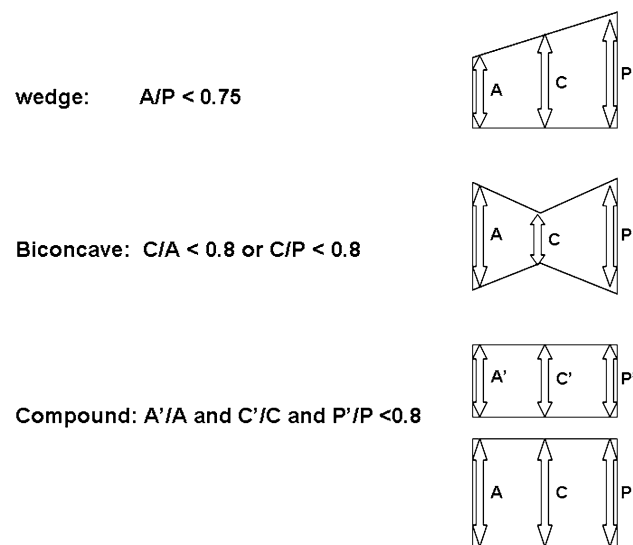 wedge: A/P < 0.75
A C P
Biconcave: C/A < 0.8 or C/P < 0.8
A C P
Compound: A’/A and C’/C and P’/P <0.8
A’ C’ P’
A C P